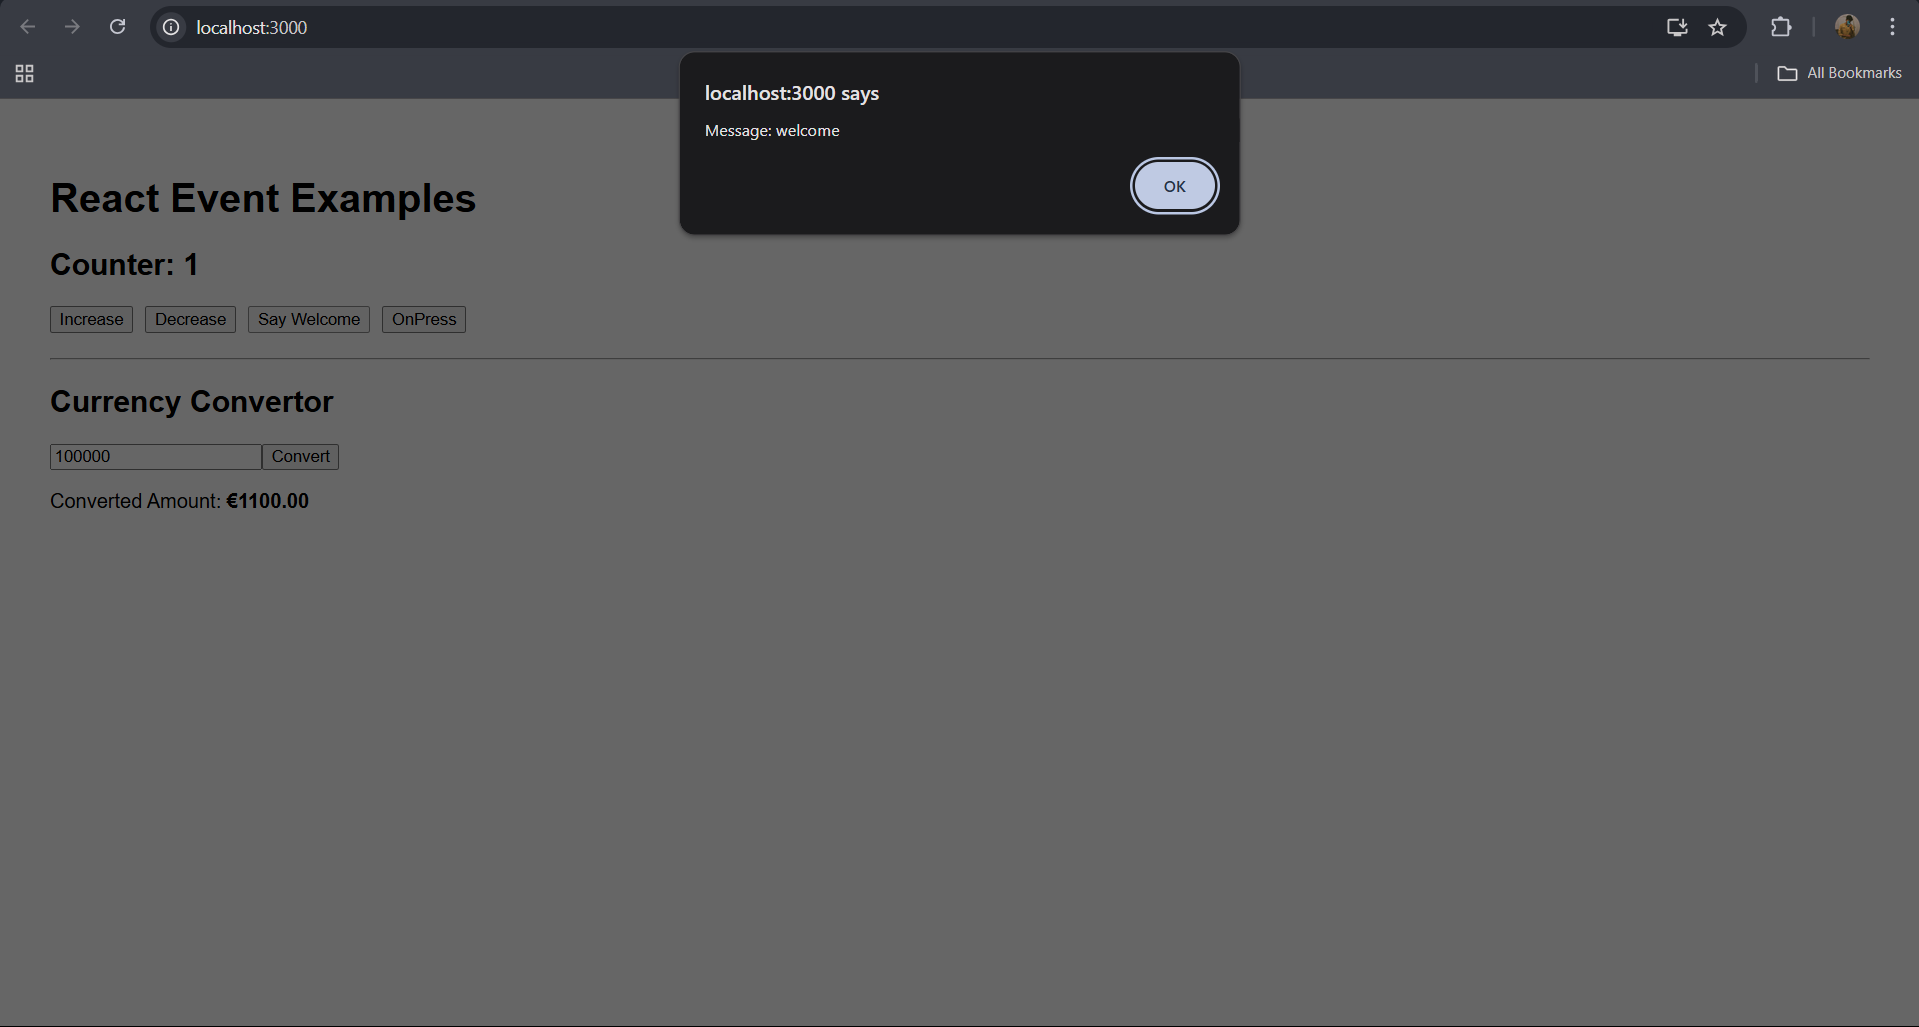 localhost:3000
All Bookmarks
localhost:3000 says
Message: welcome
OK
React Event Examples
Counter: 1
Increase Decrease Say Welcome OnPress
Currency Convertor
100000 Convert
Converted Amount: €1100.00